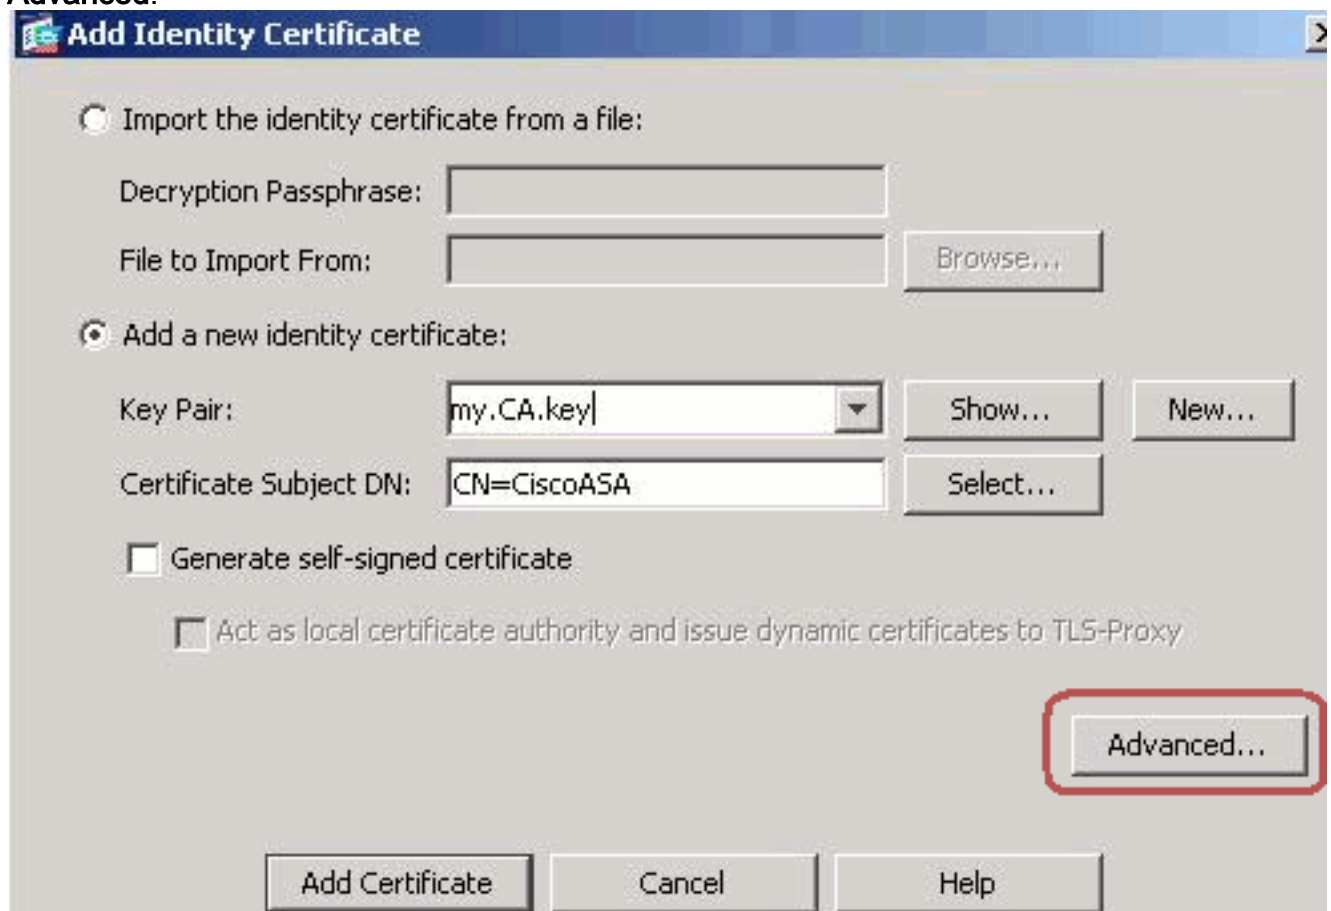 Advanced.
Add Identity Certificate
Import the identity certificate from a file:
Decryption Passphrase:
File to Import From:
Browse...
Add a new identity certificate:
Key Pair:
my.CA.key
Show...
New...
Certificate Subject DN:
CN=CiscoASA
Select...
Generate self-signed certificate
Act as local certificate authority and issue dynamic certificates to TLS-Proxy
Advanced...
Add Certificate
Cancel
Help